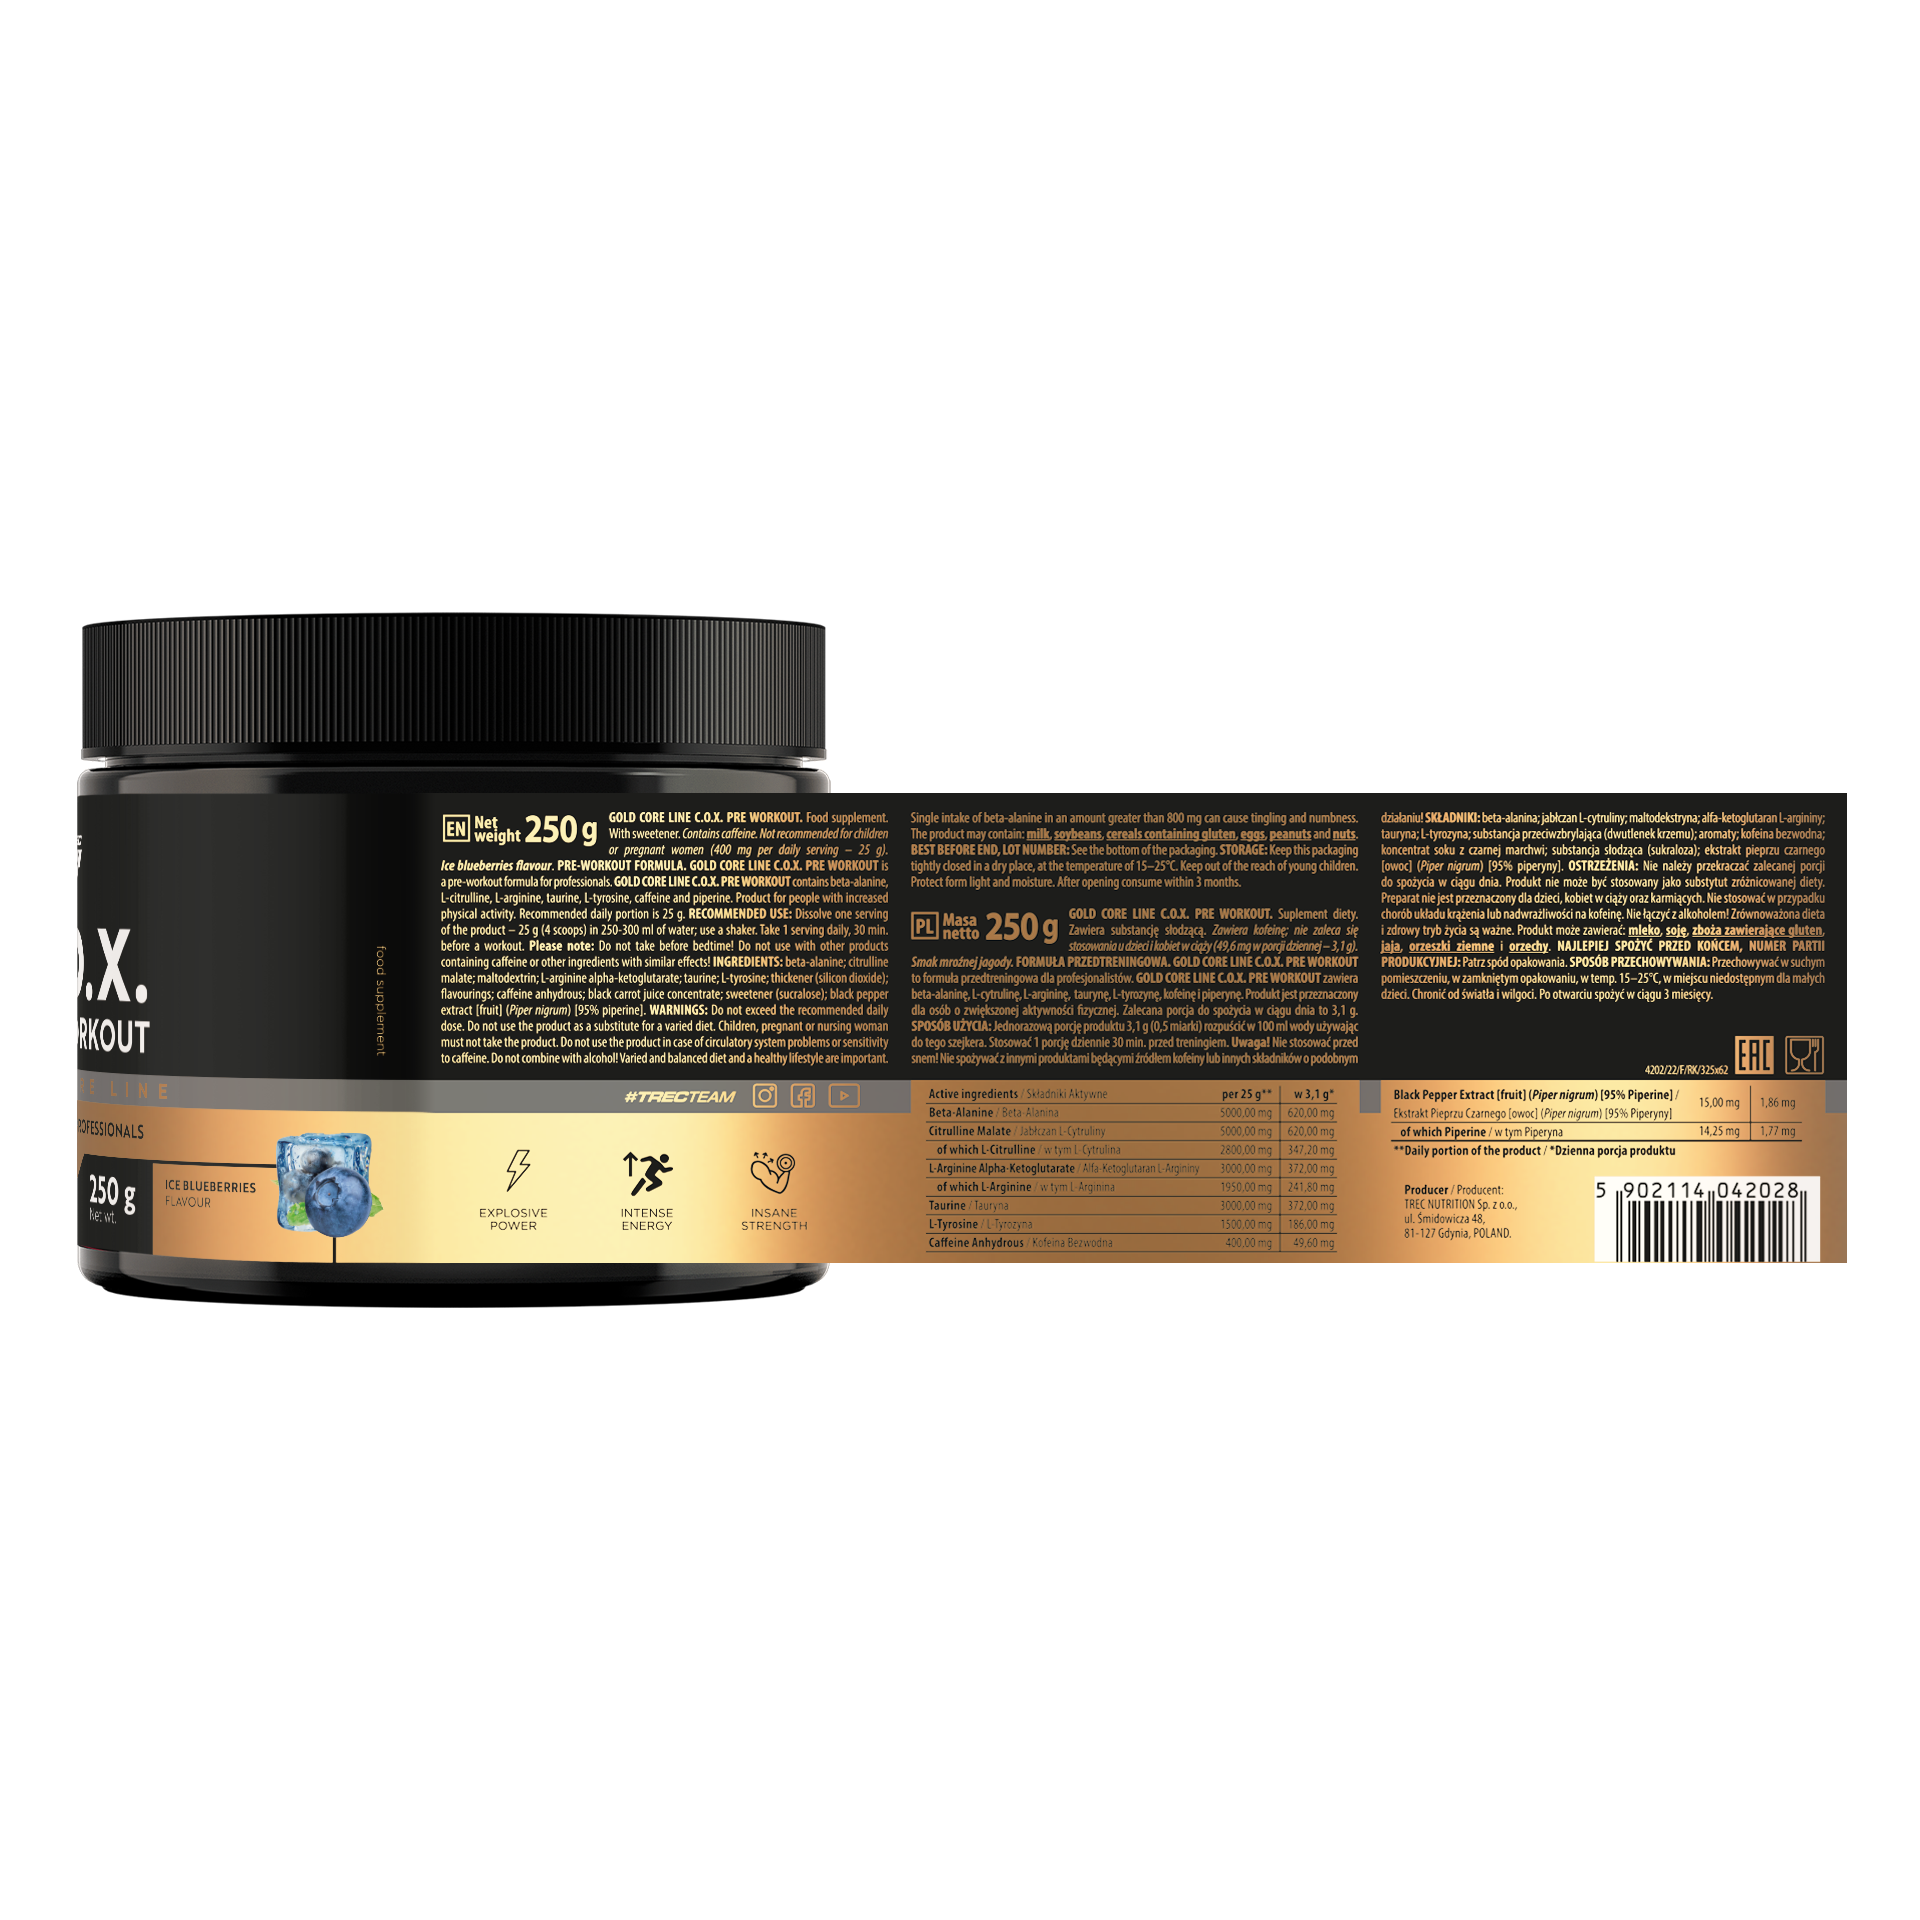 O.X.
ORKOUT
LINE
PROFESSIONALS
250 g
Net wt.
ICE BLUEBERRIES
FLAVOUR
food supplement
EN Net weight 250 g
GOLD CORE LINE C.O.X. PRE WORKOUT. Food supplement.
With sweetener. Contains caffeine. Not recommended for children
or pregnant women (400 mg per daily serving – 25 g).
Ice blueberries flavour. PRE-WORKOUT FORMULA. GOLD CORE LINE C.O.X. PRE WORKOUT is
a pre-workout formula for professionals. GOLD CORE LINE C.O.X. PRE WORKOUT contains beta-alanine,
L-citrulline, L-arginine, taurine, L-tyrosine, caffeine and piperine. Product for people with increased
physical activity. Recommended daily portion is 25 g. RECOMMENDED USE: Dissolve one serving
of the product – 25 g (4 scoops) in 250-300 ml of water; use a shaker. Take 1 serving daily, 30 min.
before a workout. Please note: Do not take before bedtime! Do not use with other products
containing caffeine or other ingredients with similar effects! INGREDIENTS: beta-alanine; citrulline
malate; maltodextrin; L-arginine alpha-ketoglutarate; taurine; L-tyrosine; thickener (silicon dioxide);
flavourings; caffeine anhydrous; black carrot juice concentrate; sweetener (sucralose); black pepper
extract [fruit] (Piper nigrum) [95% piperine]. WARNINGS: Do not exceed the recommended daily
dose. Do not use the product as a substitute for a varied diet. Children, pregnant or nursing woman
must not take the product. Do not use the product in case of circulatory system problems or sensitivity
to caffeine. Do not combine with alcohol! Varied and balanced diet and a healthy lifestyle are important.
#TRECTEAM
EXPLOSIVE
POWER
INTENSE
ENERGY
INSANE
STRENGTH
Single intake of beta-alanine in an amount greater than 800 mg can cause tingling and numbness.
The product may contain: milk, soybeans, cereals containing gluten, eggs, peanuts and nuts.
BEST BEFORE END, LOT NUMBER: See the bottom of the packaging. STORAGE: Keep this packaging
tightly closed in a dry place, at the temperature of 15–25°C. Keep out of the reach of young children.
Protect form light and moisture. After opening consume within 3 months.
PL Masa netto 250 g
GOLD CORE LINE C.O.X. PRE WORKOUT. Suplement diety.
Zawiera substancję słodzącą. Zawiera kofeinę; nie zaleca się
stosowania u dzieci i kobiet w ciąży (49,6 mg w porcji dziennej – 3,1 g).
Smak mroźnej jagody. FORMUŁA PRZEDTRENINGOWA. GOLD CORE LINE C.O.X. PRE WORKOUT
to formuła przedtreningowa dla profesjonalistów. GOLD CORE LINE C.O.X. PRE WORKOUT zawiera
beta-alaninę, L-cytrulinę, L-argininę, taurynę, L-tyrozynę, kofeinę i piperynę. Produkt jest przeznaczony
dla osób o zwiększonej aktywności fizycznej. Zalecana porcja do spożycia w ciągu dnia to 3,1 g.
SPOSÓB UŻYCIA: Jednorazową porcję produktu 3,1 g (0,5 miarki) rozpuścić w 100 ml wody używając
do tego szejkera. Stosować 1 porcję dziennie 30 min. przed treningiem. Uwaga! Nie stosować przed
snem! Nie spożywać z innymi produktami będącymi źródłem kofeiny lub innych składników o podobnym
Active ingredients / Składniki Aktywne per 25 g** w 3,1 g*
Beta-Alanine / Beta-Alanina 5000,00 mg 620,00 mg
Citrulline Malate / Jabłczan L-Cytruliny 5000,00 mg 620,00 mg
of which L-Citrulline / w tym L-Cytrulina 2800,00 mg 347,20 mg
L-Arginine Alpha-Ketoglutarate / Alfa-Ketoglutaran L-Argininy 3000,00 mg 372,00 mg
of which L-Arginine / w tym L-Arginina 1950,00 mg 241,80 mg
Taurine / Tauryna 3000,00 mg 372,00 mg
L-Tyrosine / L-Tyrozyna 1500,00 mg 186,00 mg
Caffeine Anhydrous / Kofeina Bezwodna 400,00 mg 49,60 mg
działaniu! SKŁADNIKI: beta-alanina; jabłczan L-cytruliny; maltodekstryna; alfa-ketoglutaran L-argininy;
tauryna; L-tyrozyna; substancja przeciwzbrylająca (dwutlenek krzemu); aromaty; kofeina bezwodna;
koncentrat soku z czarnej marchwi; substancja słodząca (sukraloza); ekstrakt pieprzu czarnego
[owoc] (Piper nigrum) [95% piperyny]. OSTRZEŻENIA: Nie należy przekraczać zalecanej porcji
do spożycia w ciągu dnia. Produkt nie może być stosowany jako substytut zróżnicowanej diety.
Preparat nie jest przeznaczony dla dzieci, kobiet w ciąży oraz karmiących. Nie stosować w przypadku
chorób układu krążenia lub nadwrażliwości na kofeinę. Nie łączyć z alkoholem! Zrównoważona dieta
i zdrowy tryb życia są ważne. Produkt może zawierać: mleko, soję, zboża zawierające gluten,
jaja, orzeszki ziemne i orzechy. NAJLEPIEJ SPOŻYĆ PRZED KOŃCEM, NUMER PARTII
PRODUKCYJNEJ: Patrz spód opakowania. SPOSÓB PRZECHOWYWANIA: Przechowywać w suchym
pomieszczeniu, w zamkniętym opakowaniu, w temp. 15–25°C, w miejscu niedostępnym dla małych
dzieci. Chronić od światła i wilgoci. Po otwarciu spożyć w ciągu 3 miesięcy.
4202/22/F/RK/325x62 EAC
Black Pepper Extract [fruit] (Piper nigrum) [95% Piperine] /
Ekstrakt Pieprzu Czarnego [owoc] (Piper nigrum) [95% Piperyny] 15,00 mg 1,86 mg
of which Piperine / w tym Piperyna 14,25 mg 1,77 mg
**Daily portion of the product / *Dzienna porcja produktu
Producer / Producent:
TREC NUTRITION Sp. z o.o.,
ul. Śmidowicza 48,
81-127 Gdynia, POLAND.
5 902114 042028